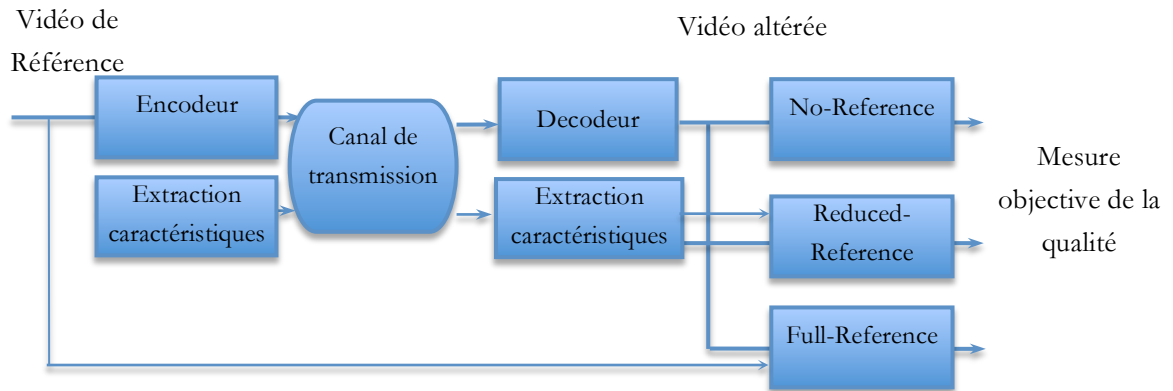 Vidéo de
Référence
Vidéo altérée
Encodeur
Canal de
transmission
Decodeur
No-Reference
Extraction
caractéristiques
Extraction
caractéristiques
Reduced-
Reference
Full-Reference
Mesure
objective de la
qualité